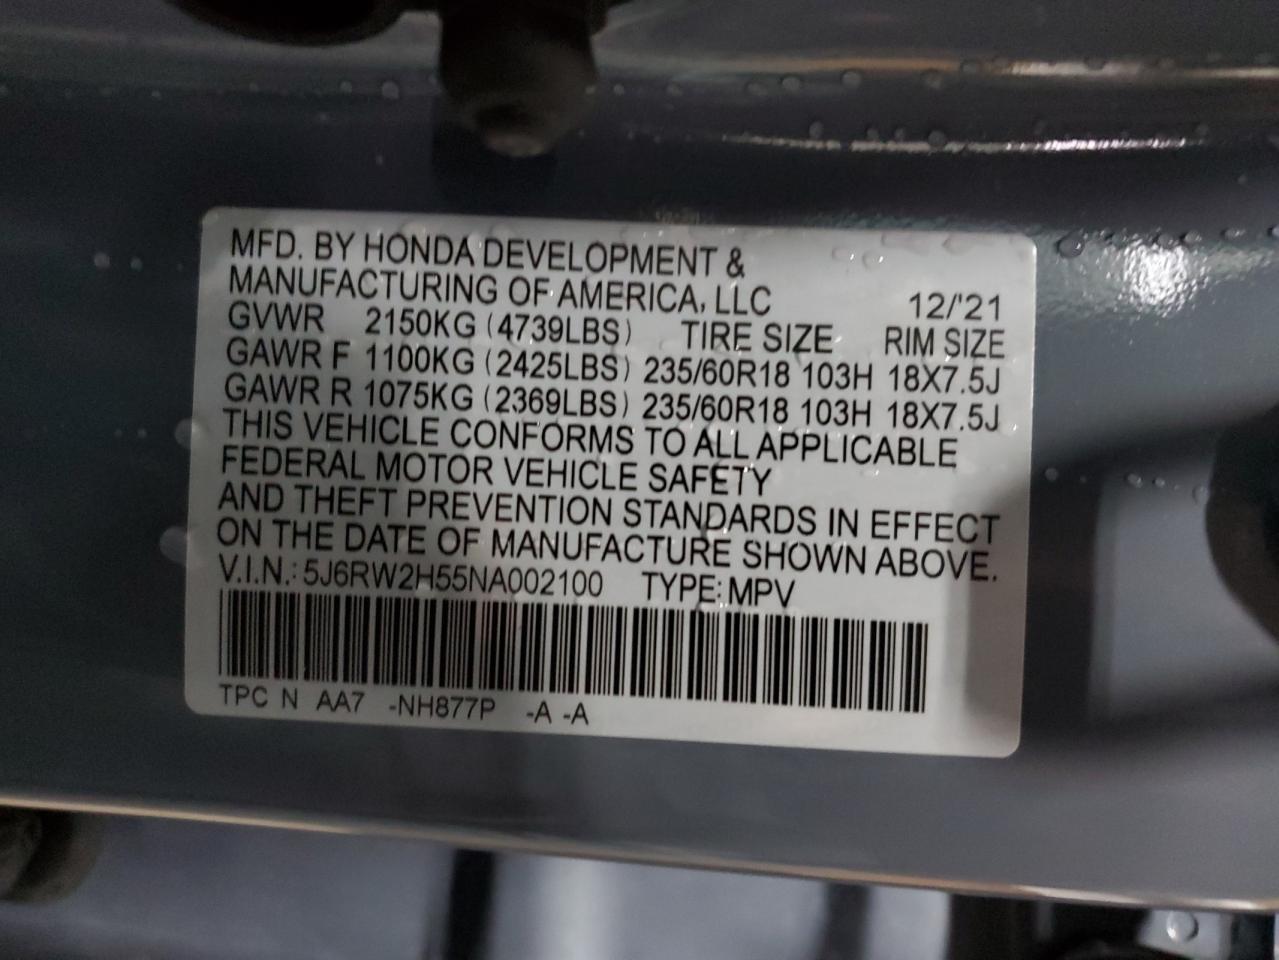 MFD. BY HONDA DEVELOPMENT &
MANUFACTURING OF AMERICA, LLC 12/'21
GVWR 2150KG (4739LBS) TIRE SIZE RIM SIZE
GAWR F 1100KG (2425LBS) 235/60R18 103H 18X7.5J
GAWR R 1075KG (2369LBS) 235/60R18 103H 18X7.5J
THIS VEHICLE CONFORMS TO ALL APPLICABLE
FEDERAL MOTOR VEHICLE SAFETY
AND THEFT PREVENTION STANDARDS IN EFFECT
ON THE DATE OF MANUFACTURE SHOWN ABOVE.
V.I.N.: 5J6RW2H55NA002100 TYPE: MPV
TPC N AA7 -NH877P -A -A